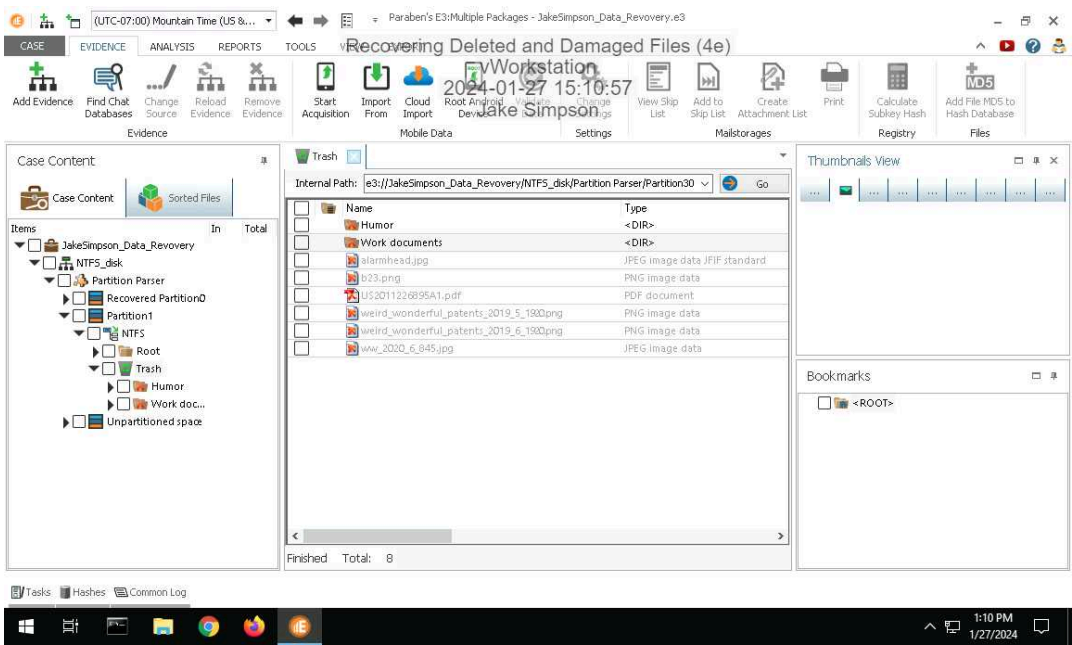 (UTC-07:00) Mountain Time (US &...
Paraben's E3:Multiple Packages - JakeSimpson_Data_Revovery.e3
CASE EVIDENCE ANALYSIS REPORTS TOOLS
Recovering Deleted and Damaged Files (4e)
vWorkstation
2024-01-27 15:10:57
Jake Simpson
Add Evidence
Find Chat Databases
Change Source
Reload Evidence
Remove Evidence
Evidence
Start Acquisition
Import From
Cloud Import
Root Android Device
Change Settings
Mobile Data
Settings
View Skip List
Add to Skip List
Create Attachment List
Mailstorages
Print
Calculate Subkey Hash
Registry
MD5
Add File MD5 to Hash Database
Files
Case Content
Case Content
Sorted Files
Items In Total
JakeSimpson_Data_Revovery
NTFS_disk
Partition Parser
Recovered Partition0
Partition1
NTFS
Root
Trash
Humor
Work doc...
Unpartitioned space
Trash
Internal Path: e3://JakeSimpson_Data_Revovery/NTFS_disk/Partition Parser/Partition30 Go
Name Type
Humor <DIR>
Work documents <DIR>
alarmhead.jpg JPEG image data JFIF standard
b23.png PNG image data
US2011226895A1.pdf PDF document
weird_wonderful_patents_2019_5_1920.png PNG image data
weird_wonderful_patents_2019_6_1920.png PNG image data
ww_2020_6_845.jpg JPEG image data
Finished Total: 8
Thumbnails View
... ... ... ... ... ... ... ...
Bookmarks
<ROOT>
Tasks Hashes Common Log
1:10 PM
1/27/2024